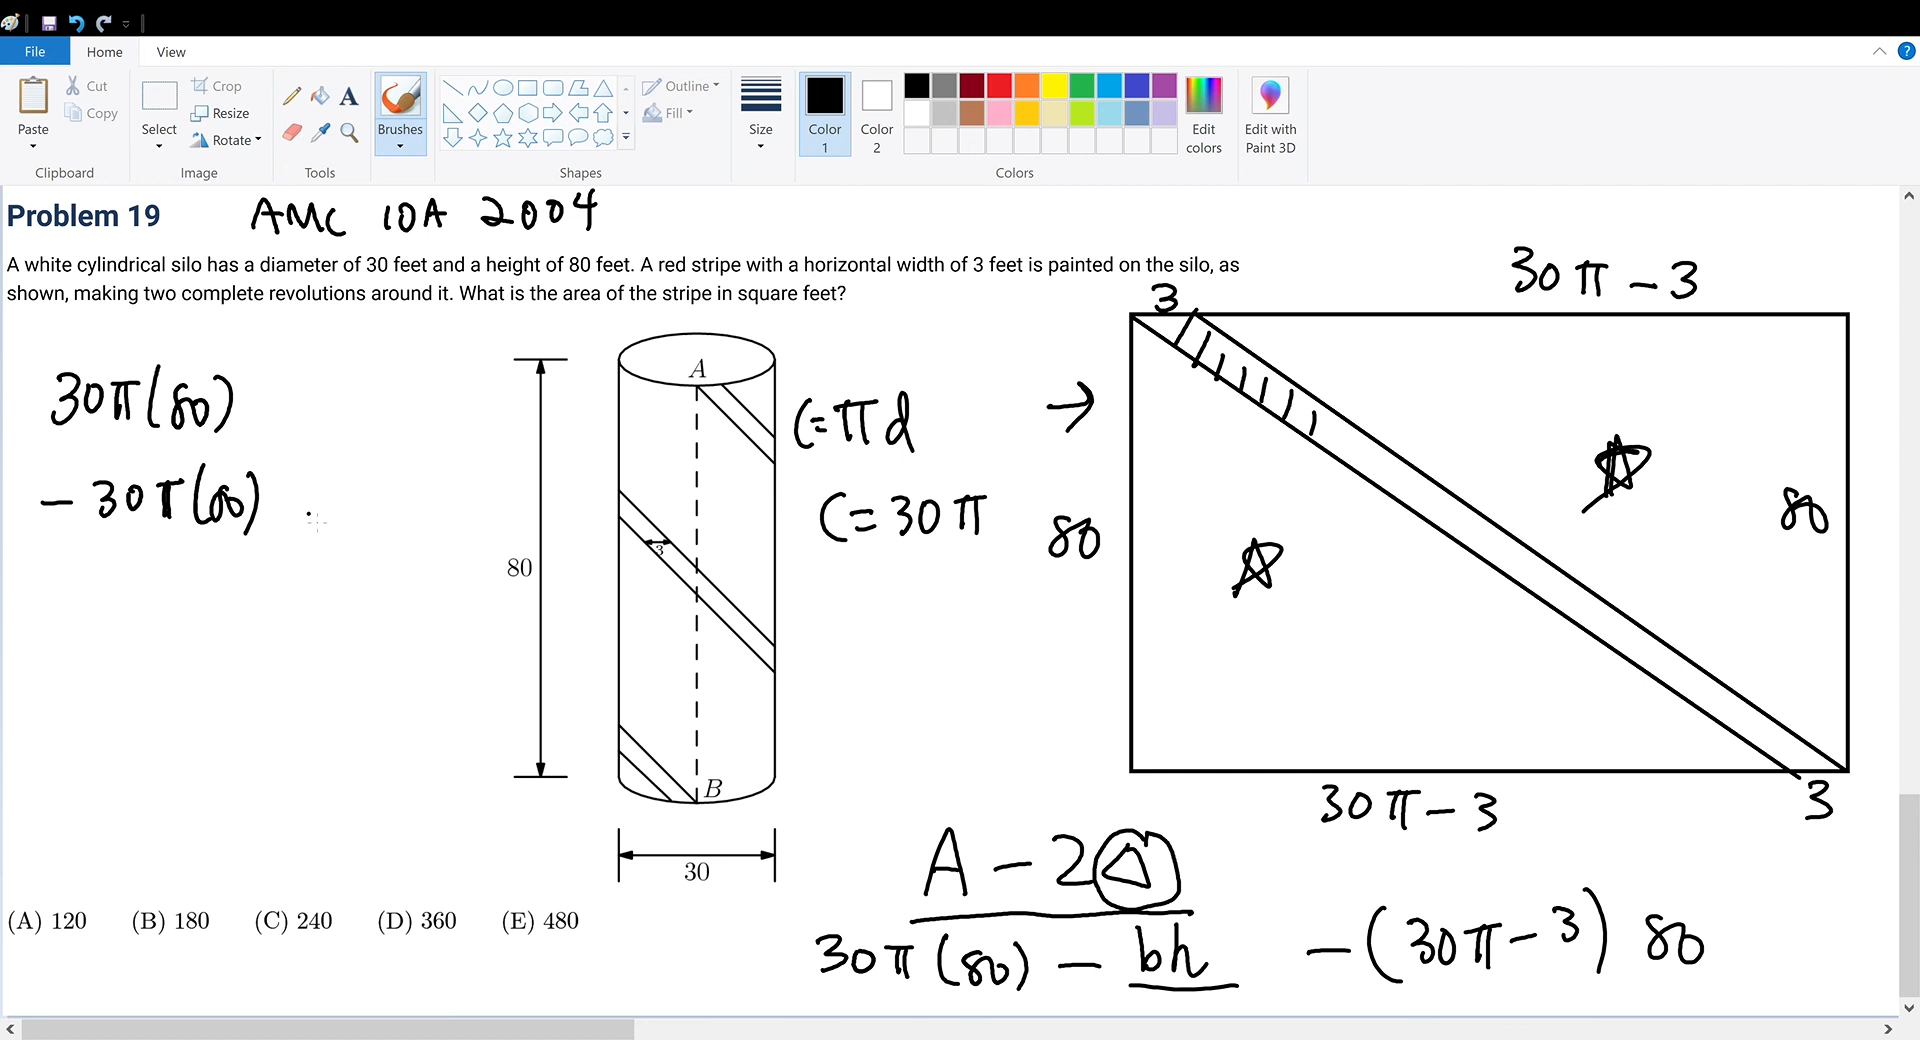 File Home View
Paste Cut Copy Clipboard
Select Crop Resize Rotate Image
A Tools
Brushes
Shapes
Outline Fill
Size
Color 1
Color 2
Edit colors
Edit with Paint 3D
Colors
Problem 19 AMC 10A 2004
A white cylindrical silo has a diameter of 30 feet and a height of 80 feet. A red stripe with a horizontal width of 3 feet is painted on the silo, as
shown, making two complete revolutions around it. What is the area of the stripe in square feet?
30π(80)
- 30π(80)
80
A
3
B
30
C=πd
C=30π
→
3
30π-3
80
80
30π-3
3
A - 2△
30π(80) - bh -(30π-3) 80
(A) 120 (B) 180 (C) 240 (D) 360 (E) 480